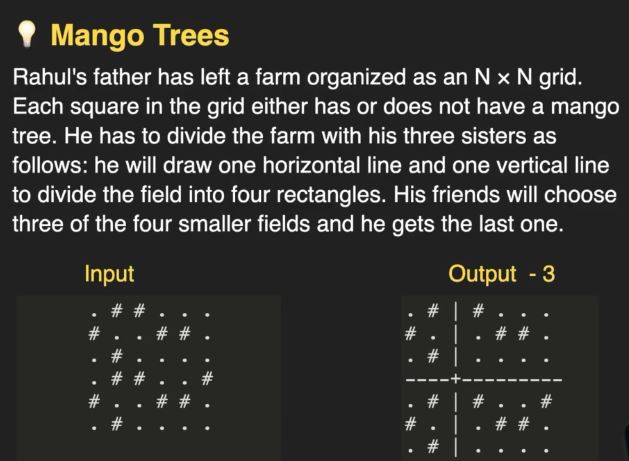 Mango Trees
Rahul's father has left a farm organized as an N × N grid.
Each square in the grid either has or does not have a mango
tree. He has to divide the farm with his three sisters as
follows: he will draw one horizontal line and one vertical line
to divide the field into four rectangles. His friends will choose
three of the four smaller fields and he gets the last one.
Input
. # # . . .
# . . # # .
. # . . . .
. # # . . #
# . . # # .
. # . . . .
Output - 3
. # | # . . .
# . | . # # .
. # | . . . .
----+---------
. # | # . . #
# . | . # # .
. # | . . . .